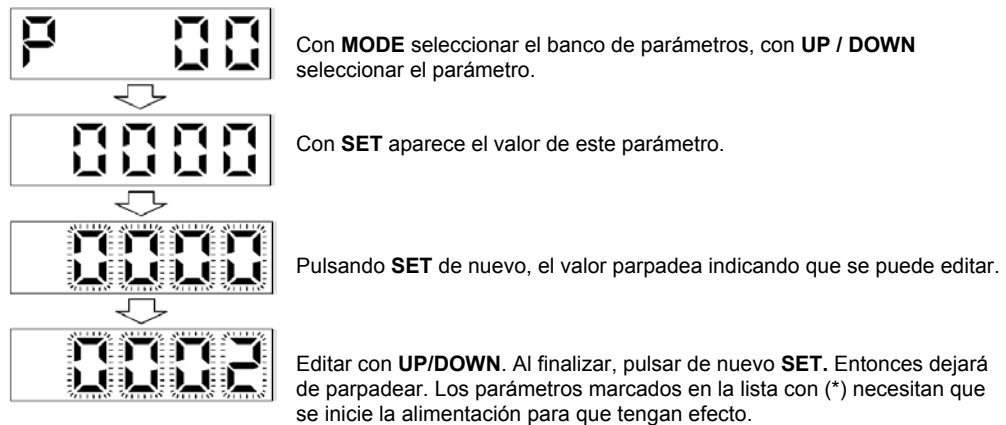 P 00
Con MODE seleccionar el banco de parámetros, con UP / DOWN
seleccionar el parámetro.
0000
Con SET aparece el valor de este parámetro.
0000
Pulsando SET de nuevo, el valor parpadea indicando que se puede editar.
0002
Editar con UP/DOWN. Al finalizar, pulsar de nuevo SET. Entonces dejará
de parpadear. Los parámetros marcados en la lista con (*) necesitan que
se inicie la alimentación para que tengan efecto.